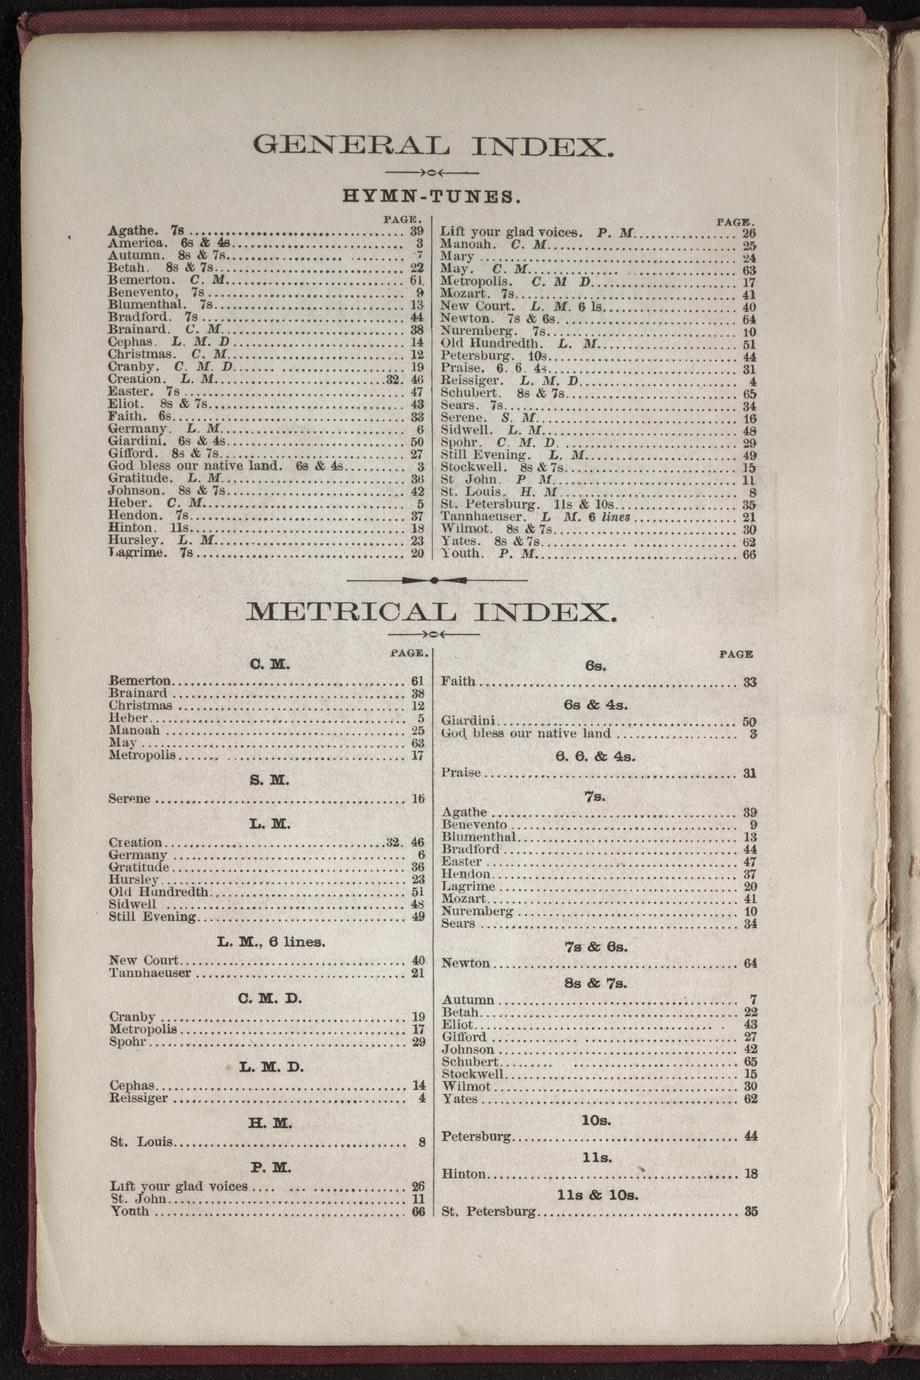 GENERAL INDEX.
HYMN-TUNES.
PAGE.
Agathe. 7s ........ 39
America. 6s & 4s........ 3
Autumn. 8s & 7s........ 7
Betah. 8s & 7s........ 22
Bemerton. C. M........ 61
Benevento, 7s ........ 9
Blumenthal. 7s........ 13
Bradford. 7s ........ 44
Brainard. C. M........ 38
Cephas. L. M. D ........ 14
Christmas. C. M........ 12
Cranby. C. M. D........ 19
Creation. L. M........ 32. 46
Easter. 7s ........ 47
Eliot. 8s & 7s........ 43
Faith. 6s........ 33
Germany. L. M........ 6
Giardini. 6s & 4s........ 50
Gifford. 8s & 7s........ 27
God bless our native land. 6s & 4s........ 3
Gratitude. L. M........ 36
Johnson. 8s & 7s........ 42
Heber. C. M........ 5
Hendon. 7s........ 37
Hinton. 11s........ 18
Hursley. L. M........ 23
Lagrime. 7s ........ 20
PAGE.
Lift your glad voices. P. M........ 26
Manoah. C. M........ 25
Mary ........ 24
May. C. M........ 63
Metropolis. C. M D........ 17
Mozart. 7s........ 41
New Court. L. M. 6 ls........ 40
Newton. 7s & 6s........ 64
Nuremberg. 7s........ 10
Old Hundredth. L. M........ 51
Petersburg. 10s........ 44
Praise. 6. 6. 4s........ 31
Reissiger. L. M. D........ 4
Schubert. 8s & 7s........ 65
Sears. 7s........ 34
Serene. S. M........ 16
Sidwell. L. M........ 48
Spohr. C. M. D........ 29
Still Evening. L. M........ 49
Stockwell. 8s & 7s........ 15
St John. P M........ 11
St. Louis. H. M........ 8
St. Petersburg. 11s & 10s........ 35
Tannhaeuser. L M. 6 lines ........ 21
Wilmot. 8s & 7s........ 30
Yates. 8s & 7s........ 62
Youth. P. M........ 66
METRICAL INDEX.
PAGE.
C. M.
Bemerton........ 61
Brainard ........ 38
Christmas ........ 12
Heber........ 5
Manoah ........ 25
May ........ 63
Metropolis........ 17
S. M.
Serene ........ 16
L. M.
Creation........ 32. 46
Germany ........ 6
Gratitude........ 36
Hursley........ 23
Old Hundredth........ 51
Sidwell ........ 48
Still Evening........ 49
L. M., 6 lines.
New Court........ 40
Tannhaeuser ........ 21
C. M. D.
Cranby ........ 19
Metropolis ........ 17
Spohr........ 29
L. M. D.
Cephas........ 14
Reissiger ........ 4
H. M.
St. Louis........ 8
P. M.
Lift your glad voices ........ 26
St. John........ 11
Youth ........ 66
PAGE
6s.
Faith ........ 33
6s & 4s.
Giardini........ 50
God bless our native land ........ 3
6. 6. & 4s.
Praise ........ 31
7s.
Agathe ........ 39
Benevento ........ 9
Blumenthal........ 13
Bradford ........ 44
Easter ........ 47
Hendon........ 37
Lagrime ........ 20
Mozart........ 41
Nuremberg ........ 10
Sears ........ 34
7s & 6s.
Newton........ 64
8s & 7s.
Autumn ........ 7
Betah........ 22
Eliot........ 43
Gifford ........ 27
Johnson ........ 42
Schubert........ 65
Stockwell........ 15
Wilmot ........ 30
Yates ........ 62
10s.
Petersburg........ 44
11s.
Hinton........ 18
11s & 10s.
St. Petersburg........ 35